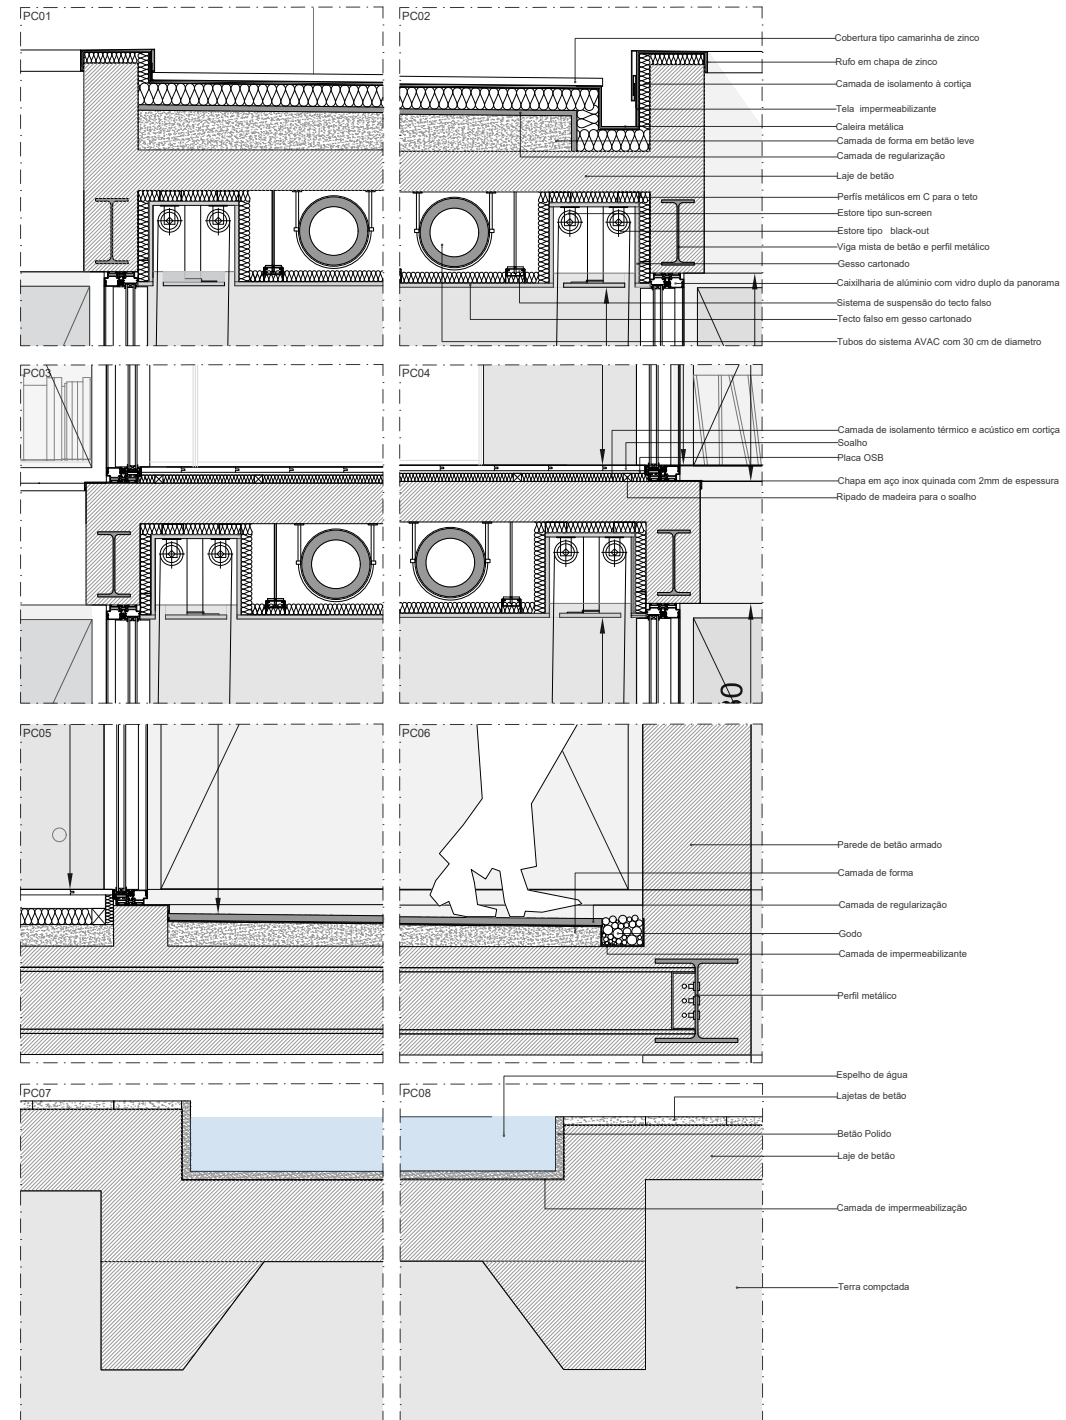 PC01
PC02
Cobertura tipo camarinha de zinco
Rufo em chapa de zinco
Camada de isolamento à cortiça
Tela impermeabilizante
Caleira metálica
Camada de forma em betão leve
Camada de regularização
Laje de betão
Perfís metálicos em C para o teto
Estore tipo sun-screen
Estore tipo black-out
Viga mista de betão e perfil metálico
Gesso cartonado
Caixilharia de alúminio com vidro duplo da panorama
Sistema de suspensão do tecto falso
Tecto falso em gesso cartonado
Tubos do sistema AVAC com 30 cm de diametro
PC03
PC04
Camada de isolamento térmico e acústico em cortiça
Soalho
Placa OSB
Chapa em aço inox quinada com 2mm de espessura
Ripado de madeira para o soalho
PC05
PC06
Parede de betão armado
Camada de forma
Camada de regularização
Godo
Camada de impermeabilizante
Perfil metálico
PC07
PC08
Espelho de água
Lajetas de betão
Betão Polido
Laje de betão
Camada de impermeabilização
Terra compctada